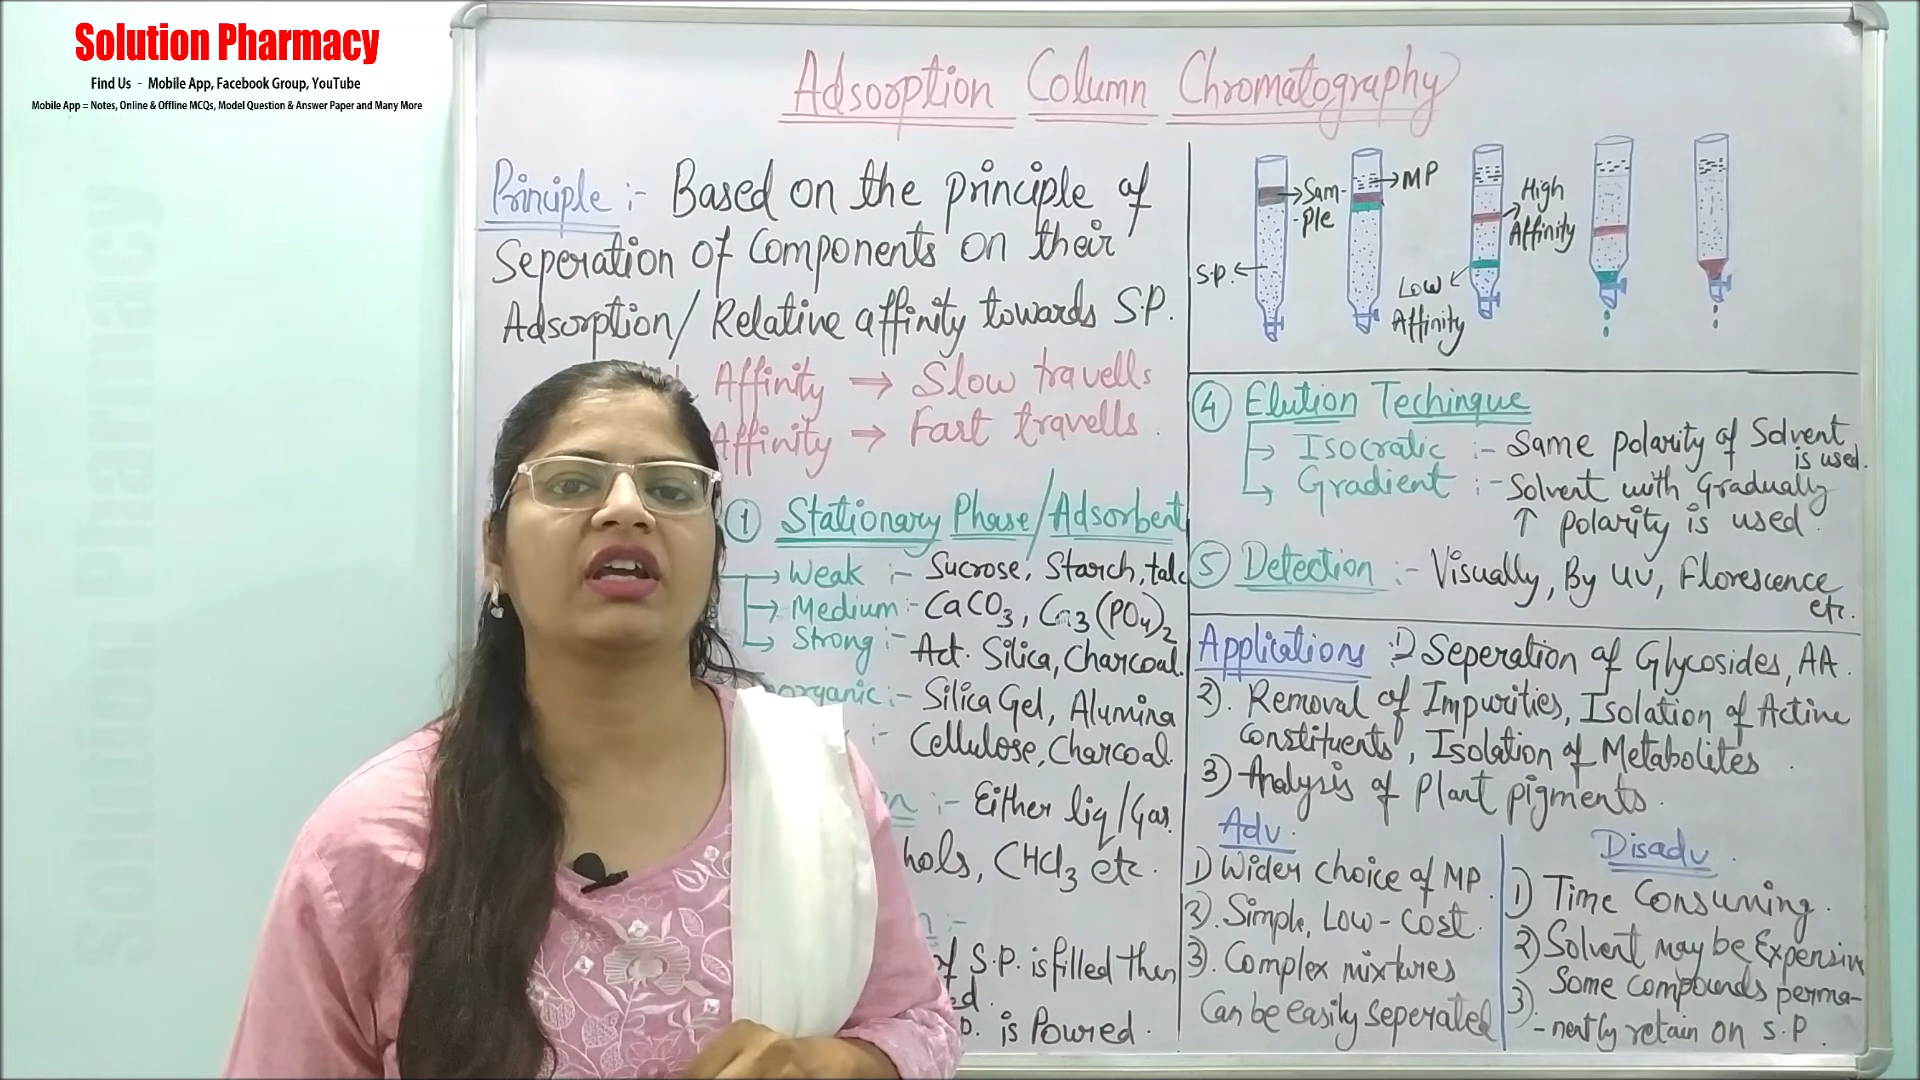 Solution Pharmacy
Find Us - Mobile App, Facebook Group, YouTube
Mobile App = Notes, Online & Offline MCQs, Model Question & Answer Paper and Many More
Solution Pharmacy
Adsorption Column Chromatography
Principle :- Based on the principle of
Seperation of Components on their
Adsorption/Relative affinity towards S.P.
Affinity → Slow travells
Affinity → Fast travells.
① Stationary Phase/Adsorbent
→ Weak :- Sucrose, Starch, talc
→ Medium :- CaCO3, Ca3(PO4)2
→ Strong :- Act. Silica, Charcoal.
organic :- Silica Gel, Alumina
:- Cellulose, Charcoal.
:- Either liq/Gas.
hols, CHCl3 etc.
of S.P. is filled then
is Poured.
→ Sam-
-ple
S.P. ←
→ MP
High
Affinity
Low
Affinity
④ Elution Techinque
→ Isocratic :- Same polarity of Solvent
is used.
→ Gradient :- Solvent with Gradually
↑ polarity is used.
⑤ Detection :- Visually, By UV, Florescence
etc.
Applications :- 1) Seperation of Glycosides, AA.
2). Removal of Impurities, Isolation of Active
Constituents, Isolation of Metabolites.
3) Analysis of Plant pigments.
Adv.
1) Wider choice of MP.
2). Simple, Low-Cost.
3). Complex mixtures
Can be easily seperated
Disadv.
1) Time Consuming.
2) Solvent may be Expensive
3) Some compounds perma-
-nently retain on S.P.